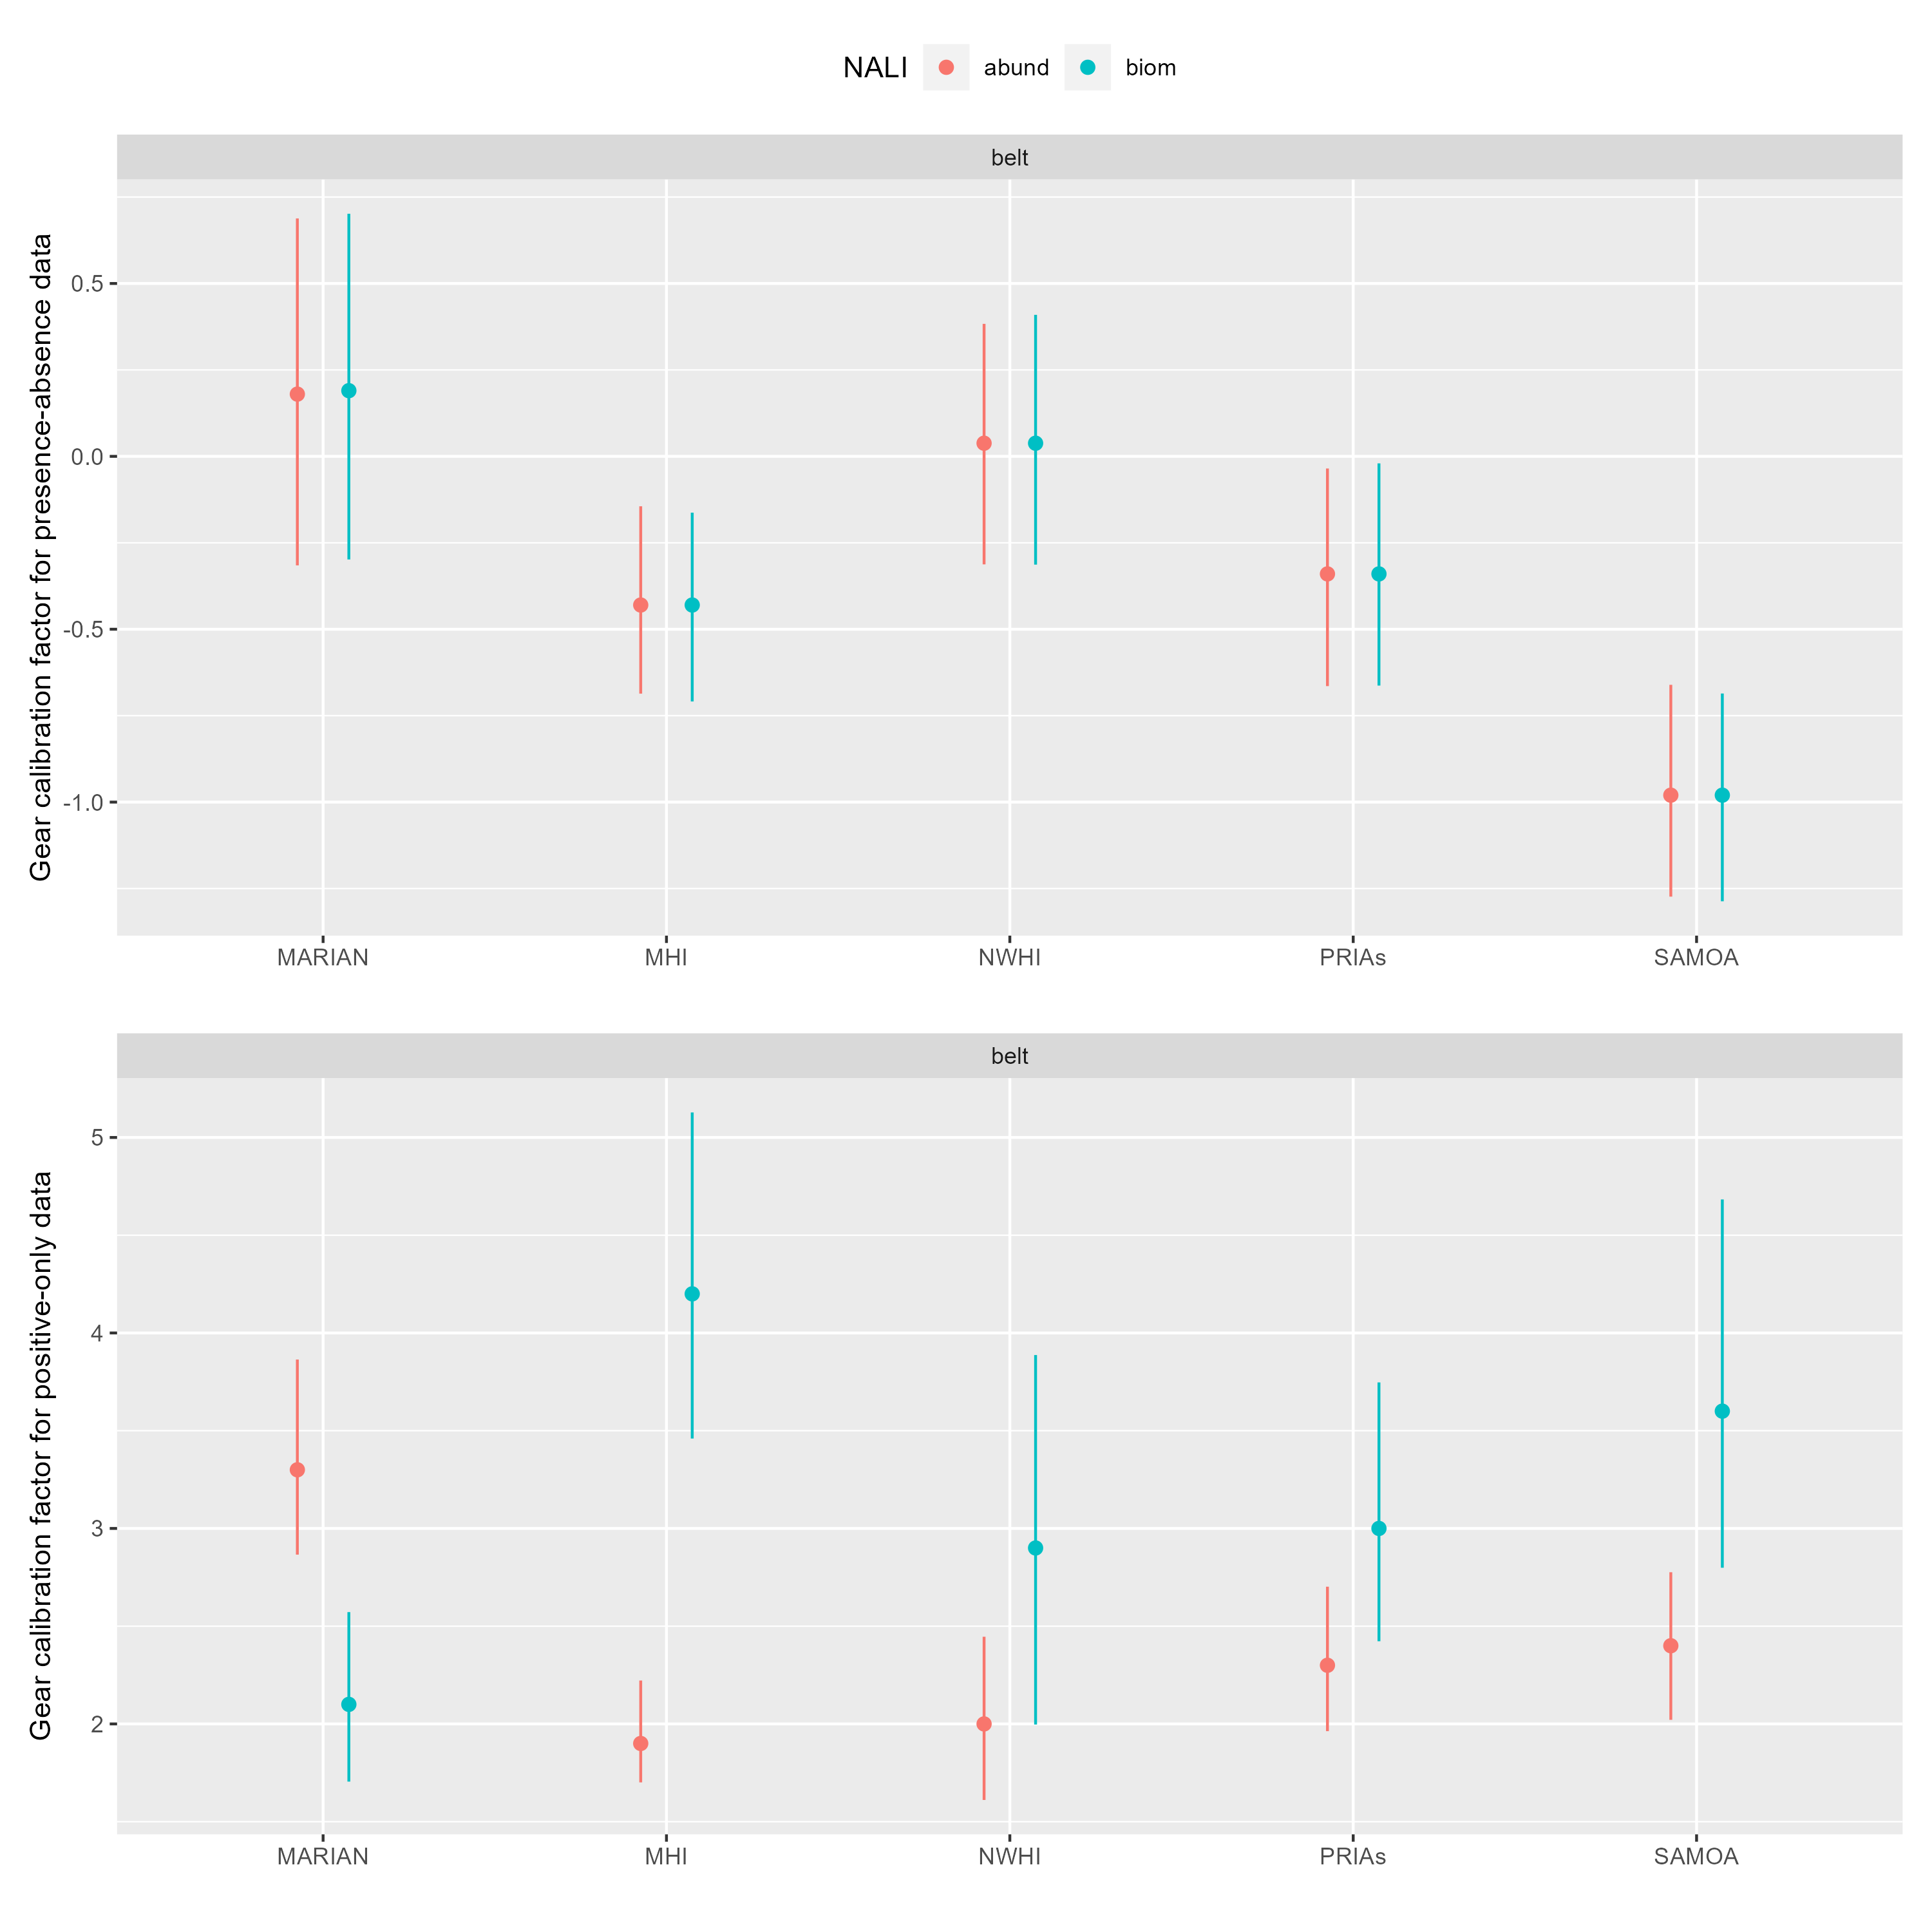 NALI abund biom
belt
Gear calibration factor for presence-absence data
0.5
0.0
-0.5
-1.0
MARIAN MHI NWHI PRIAs SAMOA
belt
Gear calibration factor for positive-only data
5
4
3
2
MARIAN MHI NWHI PRIAs SAMOA